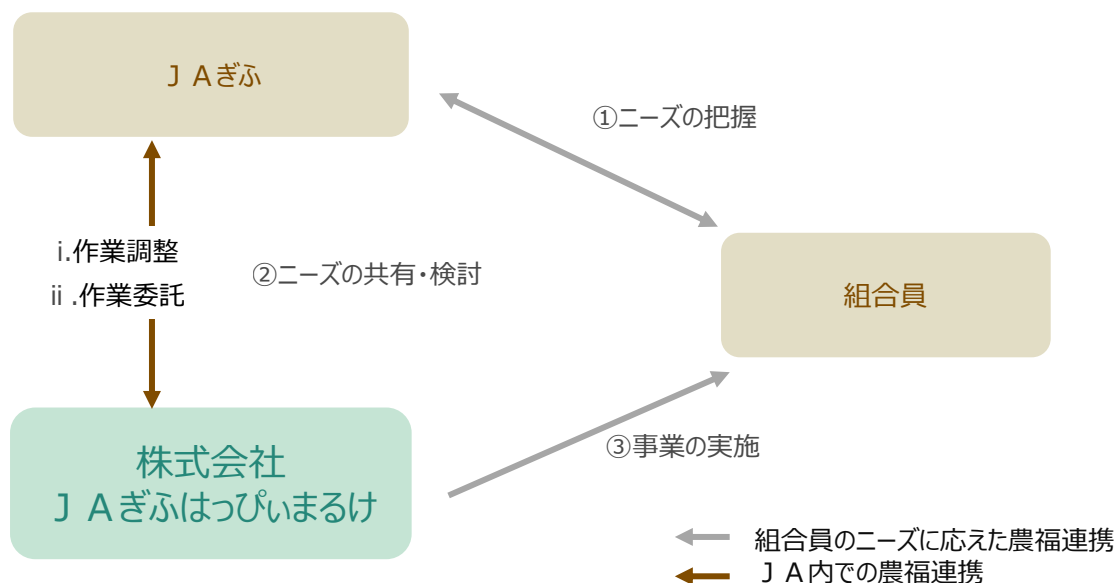 ＪＡぎふ
①ニーズの把握
ⅰ.作業調整
ⅱ.作業委託
②ニーズの共有・検討
組合員
株式会社
ＪＡぎふはっぴぃまるけ
③事業の実施
組合員のニーズに応えた農福連携
ＪＡ内での農福連携